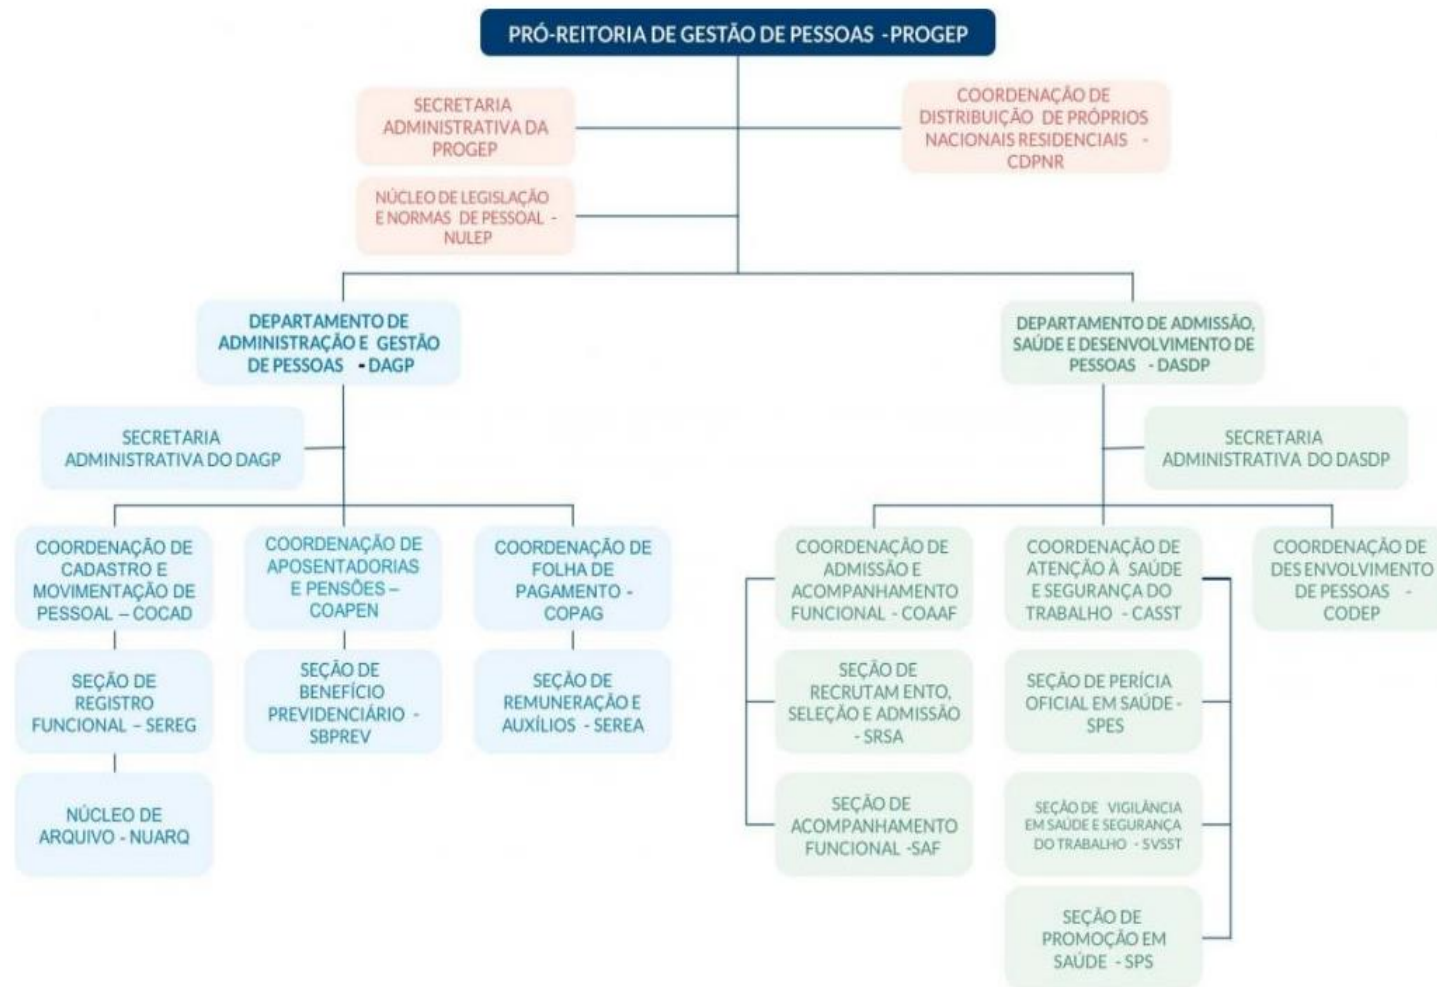 PRÓ-REITORIA DE GESTÃO DE PESSOAS -PROGEP
SECRETARIA
ADMINISTRATIVA DA
PROGEP
COORDENAÇÃO DE
DISTRIBUIÇÃO DE PRÓPRIOS
NACIONAIS RESIDENCIAIS -
CDPNR
NÚCLEO DE LEGISLAÇÃO
E NORMAS DE PESSOAL -
NULEP
DEPARTAMENTO DE
ADMINISTRAÇÃO E GESTÃO
DE PESSOAS - DAGP
DEPARTAMENTO DE ADMISSÃO,
SAÚDE E DESENVOLVIMENTO DE
PESSOAS - DASDP
SECRETARIA
ADMINISTRATIVA DO DAGP
SECRETARIA
ADMINISTRATIVA DO DASDP
COORDENAÇÃO DE
CADASTRO E
MOVIMENTAÇÃO DE
PESSOAL – COCAD
COORDENAÇÃO DE
APOSENTADORIAS
E PENSÕES –
COAPEN
COORDENAÇÃO DE
FOLHA DE
PAGAMENTO -
COPAG
COORDENAÇÃO DE
ADMISSÃO E
ACOMPANHAMENTO
FUNCIONAL - COAAF
COORDENAÇÃO DE
ATENÇÃO À SAÚDE
E SEGURANÇA DO
TRABALHO - CASST
COORDENAÇÃO DE
DES ENVOLVIMENTO
DE PESSOAS -
CODEP
SEÇÃO DE
REGISTRO
FUNCIONAL – SEREG
SEÇÃO DE
BENEFÍCIO
PREVIDENCIÁRIO -
SBPREV
SEÇÃO DE
REMUNERAÇÃO E
AUXÍLIOS - SEREA
SEÇÃO DE
RECRUTAM ENTO,
SELEÇÃO E ADMISSÃO
- SRSA
SEÇÃO DE PERÍCIA
OFICIAL EM SAÚDE -
SPES
NÚCLEO DE
ARQUIVO - NUARQ
SEÇÃO DE
ACOMPANHAMENTO
FUNCIONAL -SAF
SEÇÃO DE VIGILÂNCIA
EM SAÚDE E SEGURANÇA
DO TRABALHO - SVSST
SEÇÃO DE
PROMOÇÃO EM
SAÚDE - SPS